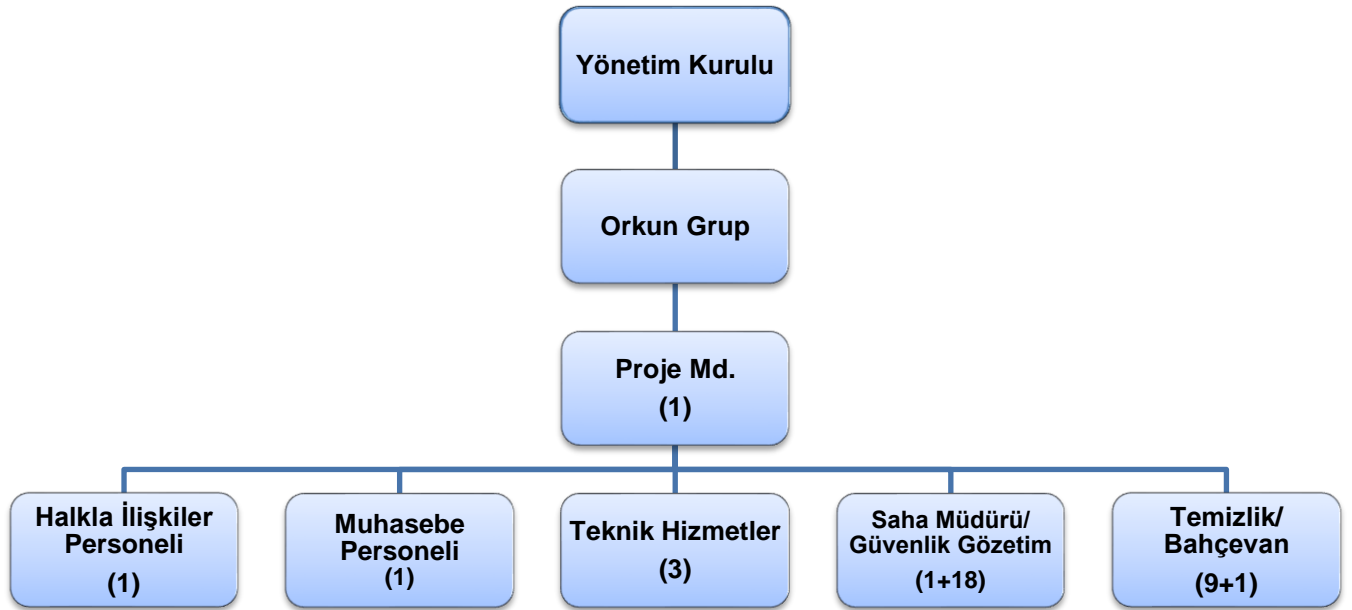 Yönetim Kurulu
Orkun Grup
Proje Md.
(1)
Halkla İlişkiler
Personeli
(1)
Muhasebe
Personeli
(1)
Teknik Hizmetler
(3)
Saha Müdürü/
Güvenlik Gözetim
(1+18)
Temizlik/
Bahçevan
(9+1)